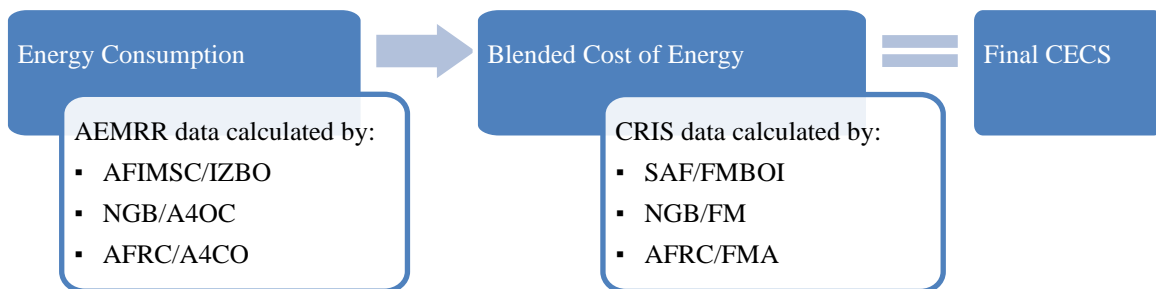 Energy Consumption
AEMRR data calculated by:
▪ AFIMSC/IZBO
▪ NGB/A4OC
▪ AFRC/A4CO
Blended Cost of Energy
CRIS data calculated by:
▪ SAF/FMBOI
▪ NGB/FM
▪ AFRC/FMA
Final CECS